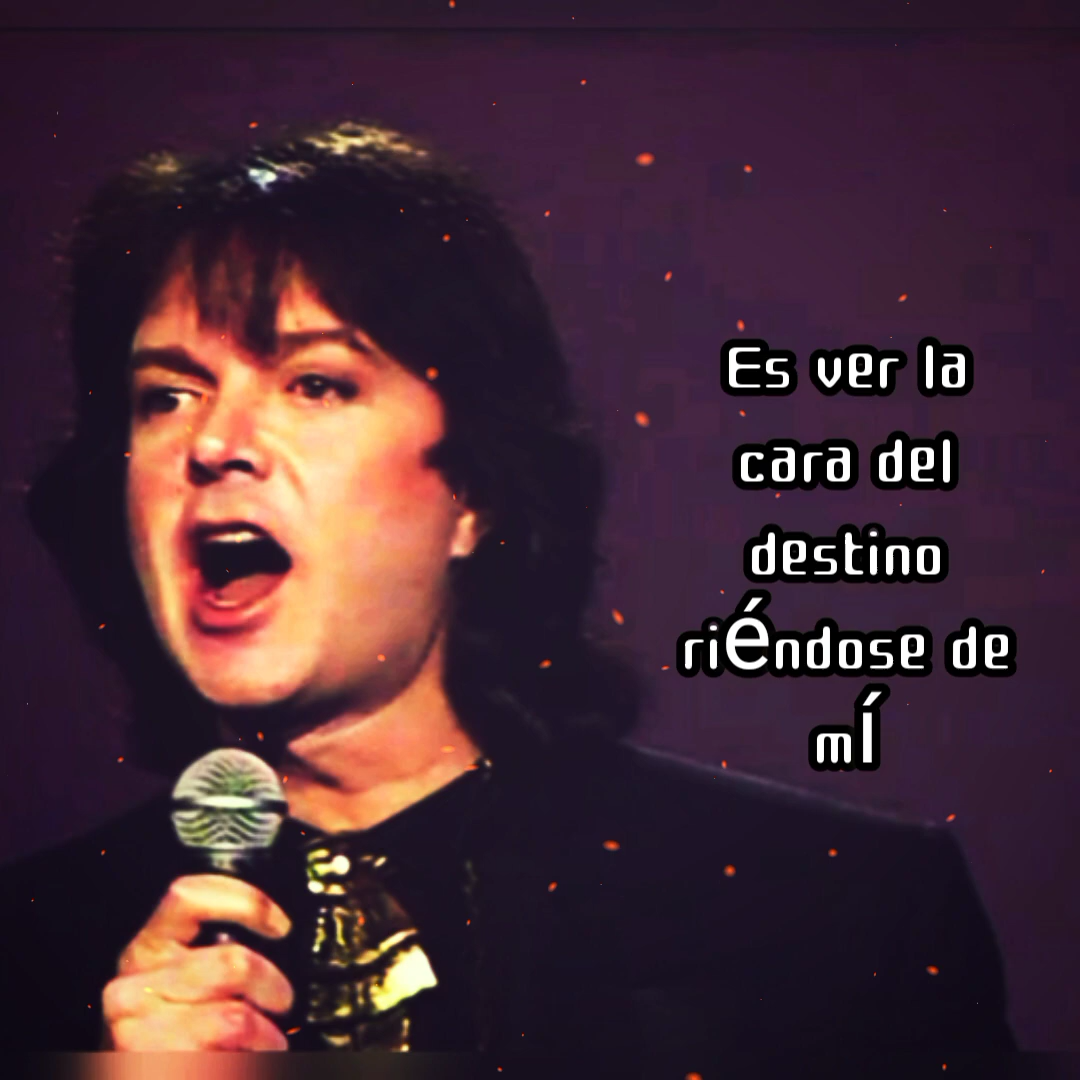 Es ver la
cara del
destino
riéndose de
mÍ